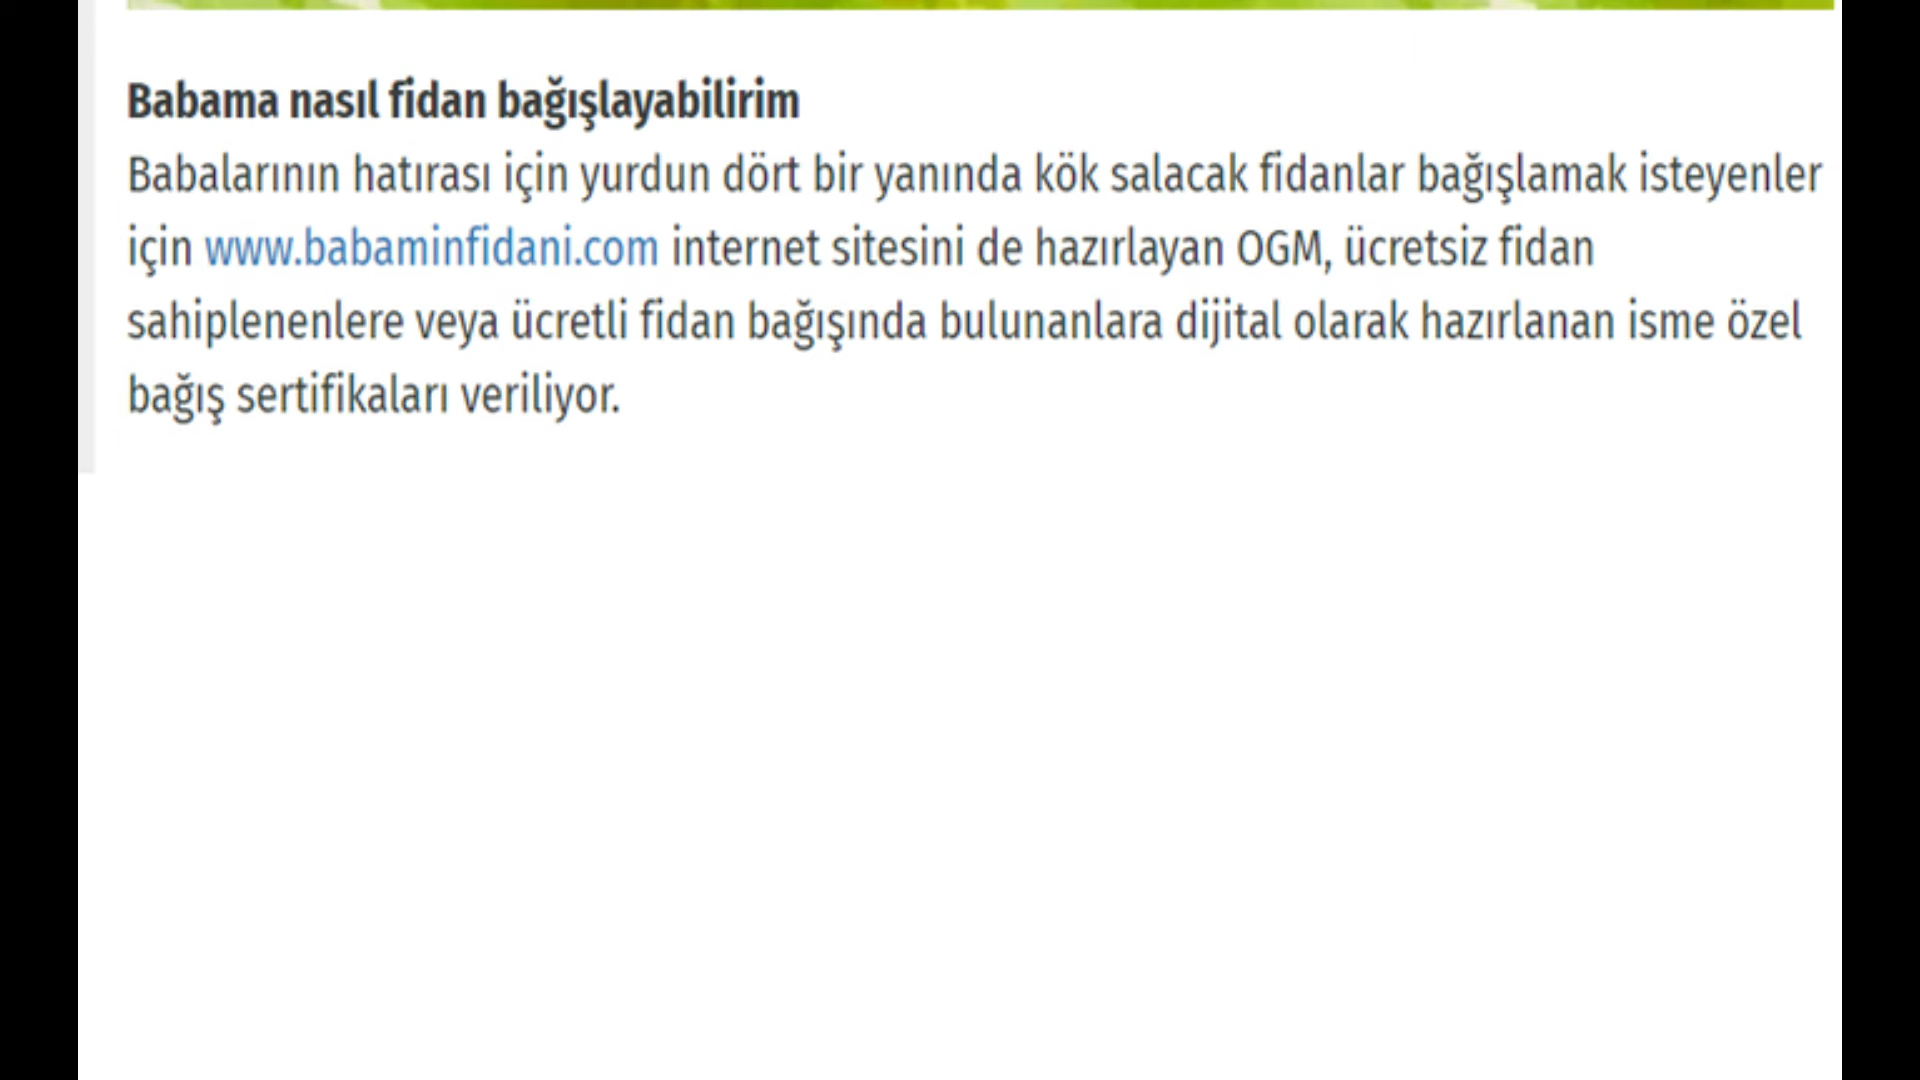 Babama nasıl fidan bağışlayabilirim
Babalarının hatırası için yurdun dört bir yanında kök salacak fidanlar bağışlamak isteyenler
için www.babaminfidani.com internet sitesini de hazırlayan OGM, ücretsiz fidan
sahiplenenlere veya ücretli fidan bağışında bulunanlara dijital olarak hazırlanan isme özel
bağış sertifikaları veriliyor.